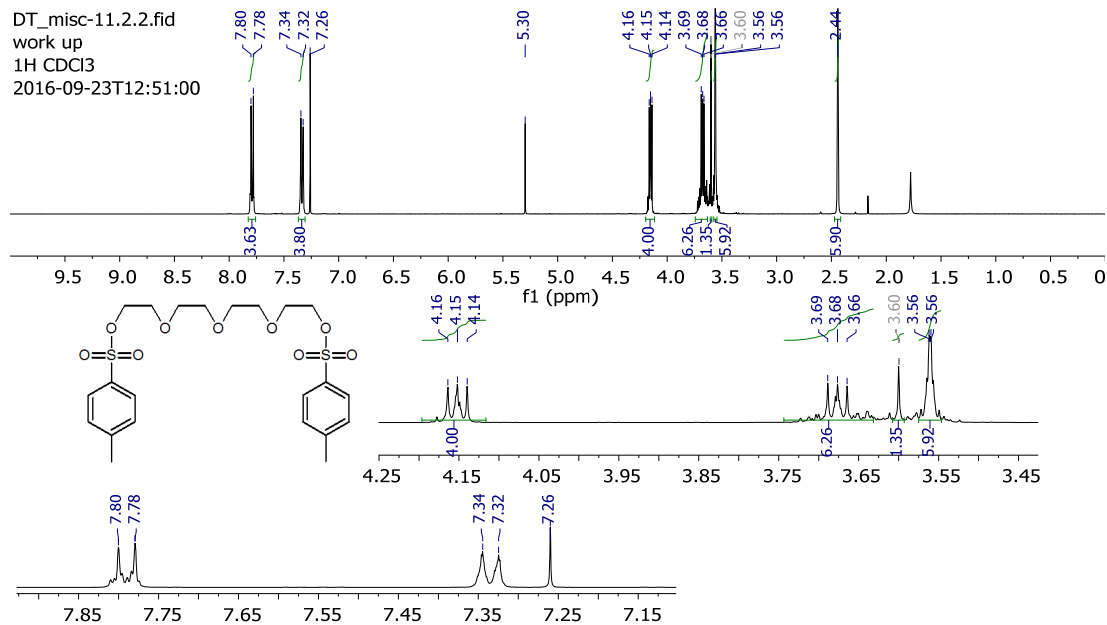 DT_misc-11.2.2.fid
work up
1H CDCl3
2016-09-23T12:51:00
7.80 7.78 7.34 7.32 7.26 5.30 4.16 4.15 4.14 3.69 3.68 3.66 3.60 3.56 3.56 2.44
3.63 3.80 4.00 6.26 1.35 5.92 5.90
9.5 9.0 8.5 8.0 7.5 7.0 6.5 6.0 5.5 5.0 4.5 4.0 3.5 3.0 2.5 2.0 1.5 1.0 0.5 0
f1 (ppm)
O O O O O
O S O O S O
4.16 4.15 4.14 3.69 3.68 3.66 3.60 3.56 3.56
4.00 6.26 1.35 5.92
4.25 4.15 4.05 3.95 3.85 3.75 3.65 3.55 3.45
7.80 7.78 7.34 7.32 7.26
7.85 7.75 7.65 7.55 7.45 7.35 7.25 7.15